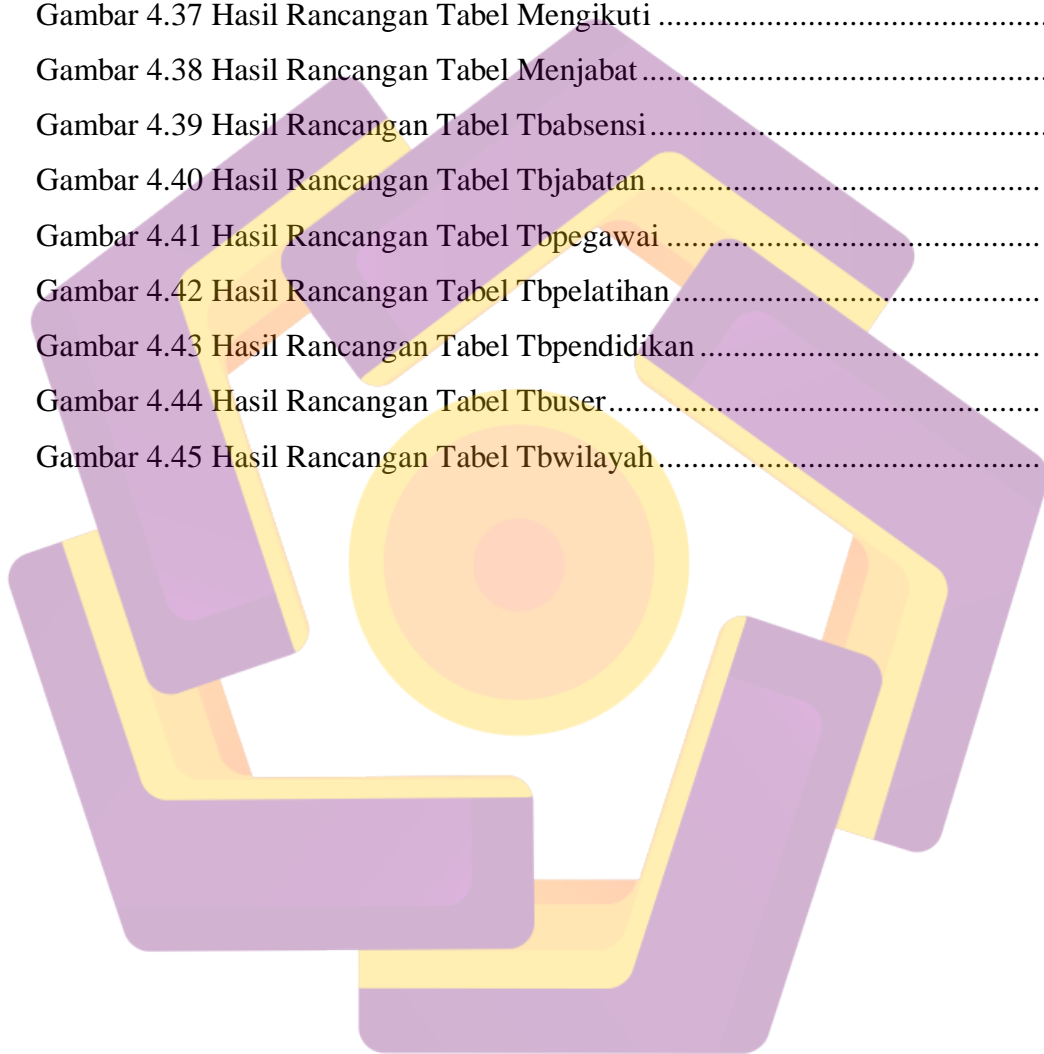 Gambar 4.37 Hasil Rancangan Tabel Mengikuti ................................................
Gambar 4.38 Hasil Rancangan Tabel Menjabat ..................................................
Gambar 4.39 Hasil Rancangan Tabel Tbabsensi .................................................
Gambar 4.40 Hasil Rancangan Tabel Tbjabatan .................................................
Gambar 4.41 Hasil Rancangan Tabel Tbpegawai ...............................................
Gambar 4.42 Hasil Rancangan Tabel Tbpelatihan ..............................................
Gambar 4.43 Hasil Rancangan Tabel Tbpendidikan ...........................................
Gambar 4.44 Hasil Rancangan Tabel Tbuser ......................................................
Gambar 4.45 Hasil Rancangan Tabel Tbwilayah ................................................